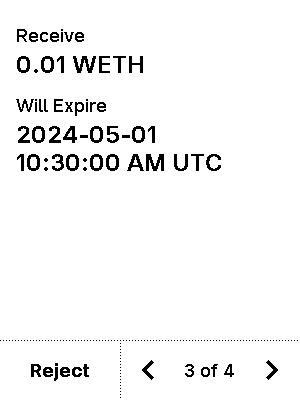 Receive
0.01 WETH
Will Expire
2024-05-01
10:30:00 AM UTC
Reject
3 of 4